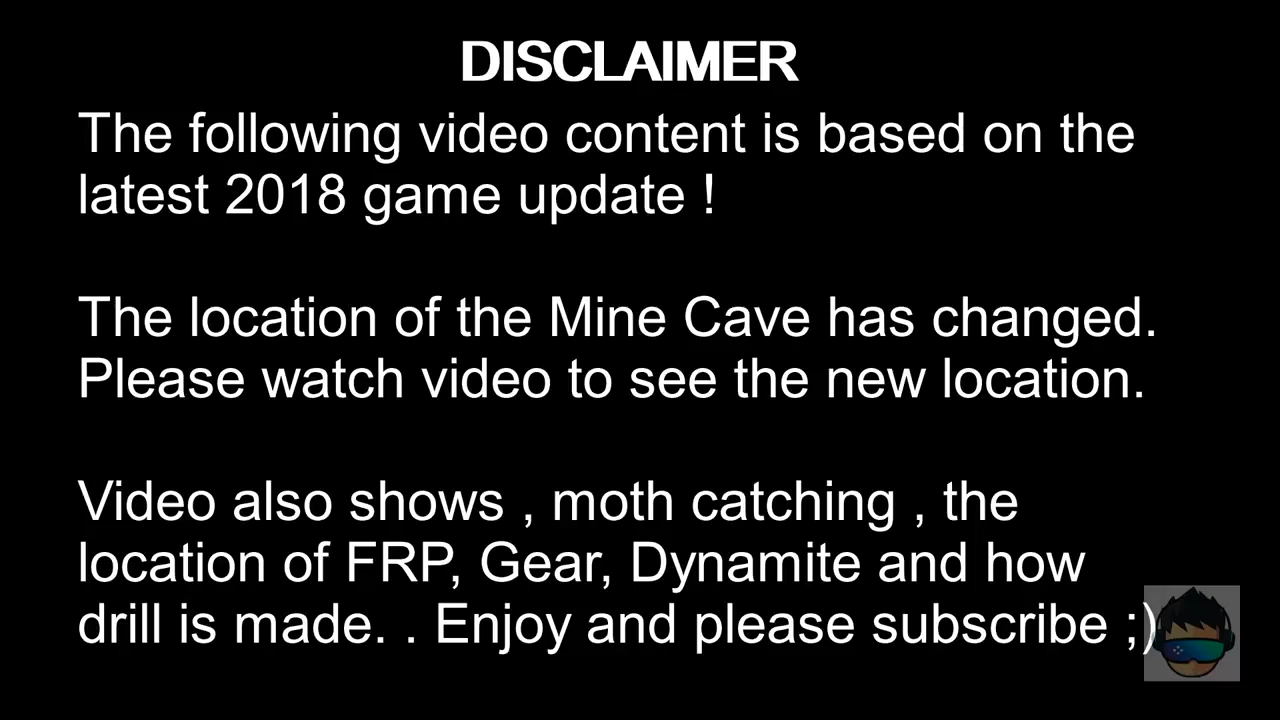 DISCLAIMER
The following video content is based on the
latest 2018 game update !
The location of the Mine Cave has changed.
Please watch video to see the new location.
Video also shows , moth catching , the
location of FRP, Gear, Dynamite and how
drill is made. . Enjoy and please subscribe ;)